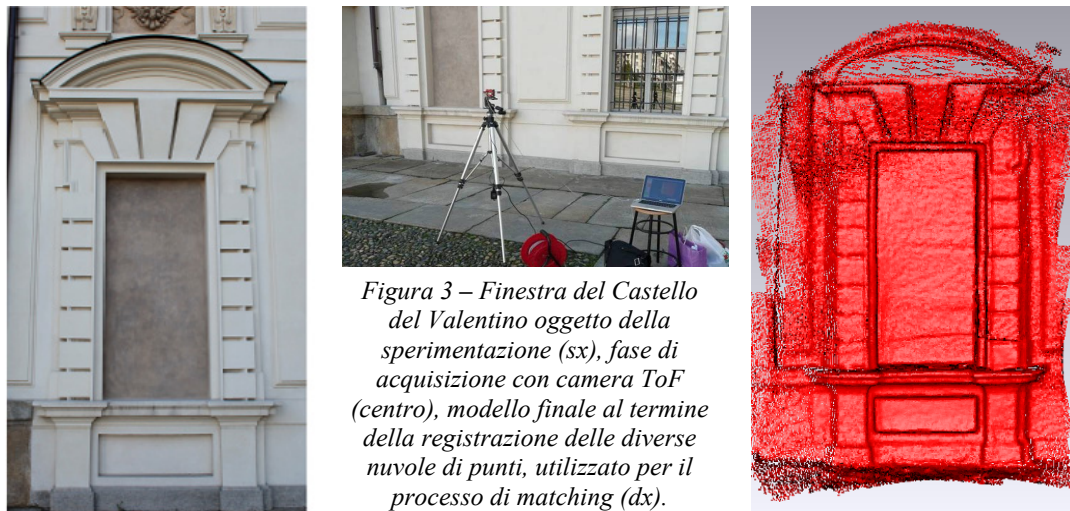 Figura 3 – Finestra del Castello
del Valentino oggetto della
sperimentazione (sx), fase di
acquisizione con camera ToF
(centro), modello finale al termine
della registrazione delle diverse
nuvole di punti, utilizzato per il
processo di matching (dx).